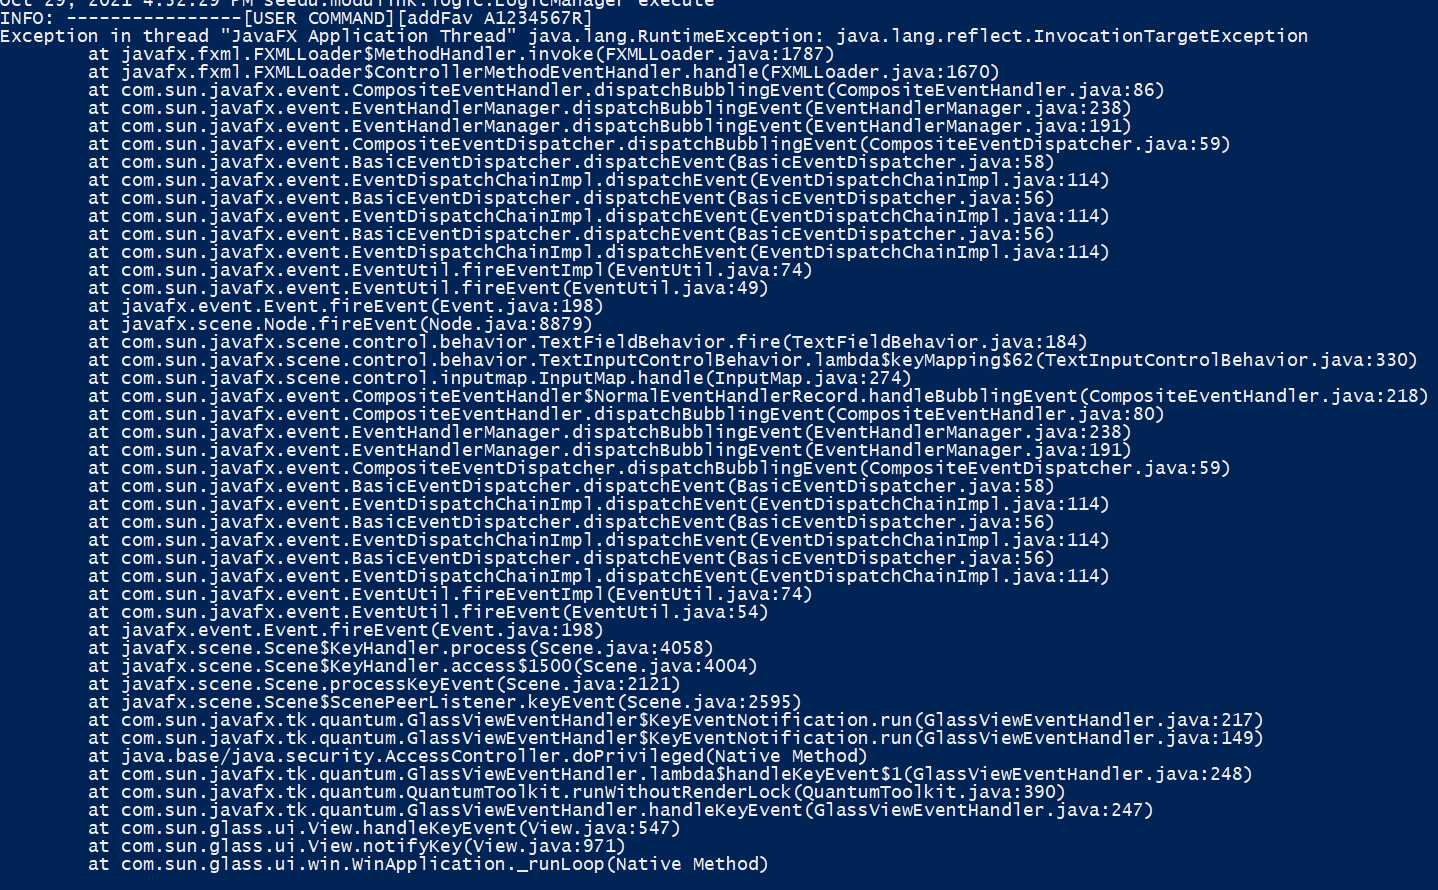 Oct 29, 2021 4:52:29 PM seedu.modulink.logic.LogicManager execute
INFO: ----------------[USER COMMAND][addFav A1234567R]
Exception in thread "JavaFX Application Thread" java.lang.RuntimeException: java.lang.reflect.InvocationTargetException
at javafx.fxml.FXMLLoader$MethodHandler.invoke(FXMLLoader.java:1787)
at javafx.fxml.FXMLLoader$ControllerMethodEventHandler.handle(FXMLLoader.java:1670)
at com.sun.javafx.event.CompositeEventHandler.dispatchBubblingEvent(CompositeEventHandler.java:86)
at com.sun.javafx.event.EventHandlerManager.dispatchBubblingEvent(EventHandlerManager.java:238)
at com.sun.javafx.event.EventHandlerManager.dispatchBubblingEvent(EventHandlerManager.java:191)
at com.sun.javafx.event.CompositeEventDispatcher.dispatchBubblingEvent(CompositeEventDispatcher.java:59)
at com.sun.javafx.event.BasicEventDispatcher.dispatchEvent(BasicEventDispatcher.java:58)
at com.sun.javafx.event.EventDispatchChainImpl.dispatchEvent(EventDispatchChainImpl.java:114)
at com.sun.javafx.event.BasicEventDispatcher.dispatchEvent(BasicEventDispatcher.java:56)
at com.sun.javafx.event.EventDispatchChainImpl.dispatchEvent(EventDispatchChainImpl.java:114)
at com.sun.javafx.event.BasicEventDispatcher.dispatchEvent(BasicEventDispatcher.java:56)
at com.sun.javafx.event.EventDispatchChainImpl.dispatchEvent(EventDispatchChainImpl.java:114)
at com.sun.javafx.event.EventUtil.fireEventImpl(EventUtil.java:74)
at com.sun.javafx.event.EventUtil.fireEvent(EventUtil.java:49)
at javafx.event.Event.fireEvent(Event.java:198)
at javafx.scene.Node.fireEvent(Node.java:8879)
at com.sun.javafx.scene.control.behavior.TextFieldBehavior.fire(TextFieldBehavior.java:184)
at com.sun.javafx.scene.control.behavior.TextInputControlBehavior.lambda$keyMapping$62(TextInputControlBehavior.java:330)
at com.sun.javafx.scene.control.inputmap.InputMap.handle(InputMap.java:274)
at com.sun.javafx.event.CompositeEventHandler$NormalEventHandlerRecord.handleBubblingEvent(CompositeEventHandler.java:218)
at com.sun.javafx.event.CompositeEventHandler.dispatchBubblingEvent(CompositeEventHandler.java:80)
at com.sun.javafx.event.EventHandlerManager.dispatchBubblingEvent(EventHandlerManager.java:238)
at com.sun.javafx.event.EventHandlerManager.dispatchBubblingEvent(EventHandlerManager.java:191)
at com.sun.javafx.event.CompositeEventDispatcher.dispatchBubblingEvent(CompositeEventDispatcher.java:59)
at com.sun.javafx.event.BasicEventDispatcher.dispatchEvent(BasicEventDispatcher.java:58)
at com.sun.javafx.event.EventDispatchChainImpl.dispatchEvent(EventDispatchChainImpl.java:114)
at com.sun.javafx.event.BasicEventDispatcher.dispatchEvent(BasicEventDispatcher.java:56)
at com.sun.javafx.event.EventDispatchChainImpl.dispatchEvent(EventDispatchChainImpl.java:114)
at com.sun.javafx.event.BasicEventDispatcher.dispatchEvent(BasicEventDispatcher.java:56)
at com.sun.javafx.event.EventDispatchChainImpl.dispatchEvent(EventDispatchChainImpl.java:114)
at com.sun.javafx.event.EventUtil.fireEventImpl(EventUtil.java:74)
at com.sun.javafx.event.EventUtil.fireEvent(EventUtil.java:54)
at javafx.event.Event.fireEvent(Event.java:198)
at javafx.scene.Scene$KeyHandler.process(Scene.java:4058)
at javafx.scene.Scene$KeyHandler.access$1500(Scene.java:4004)
at javafx.scene.Scene.processKeyEvent(Scene.java:2121)
at javafx.scene.Scene$ScenePeerListener.keyEvent(Scene.java:2595)
at com.sun.javafx.tk.quantum.GlassViewEventHandler$KeyEventNotification.run(GlassViewEventHandler.java:217)
at com.sun.javafx.tk.quantum.GlassViewEventHandler$KeyEventNotification.run(GlassViewEventHandler.java:149)
at java.base/java.security.AccessController.doPrivileged(Native Method)
at com.sun.javafx.tk.quantum.GlassViewEventHandler.lambda$handleKeyEvent$1(GlassViewEventHandler.java:248)
at com.sun.javafx.tk.quantum.QuantumToolkit.runWithoutRenderLock(QuantumToolkit.java:390)
at com.sun.javafx.tk.quantum.GlassViewEventHandler.handleKeyEvent(GlassViewEventHandler.java:247)
at com.sun.glass.ui.View.handleKeyEvent(View.java:547)
at com.sun.glass.ui.View.notifyKey(View.java:971)
at com.sun.glass.ui.win.WinApplication._runLoop(Native Method)